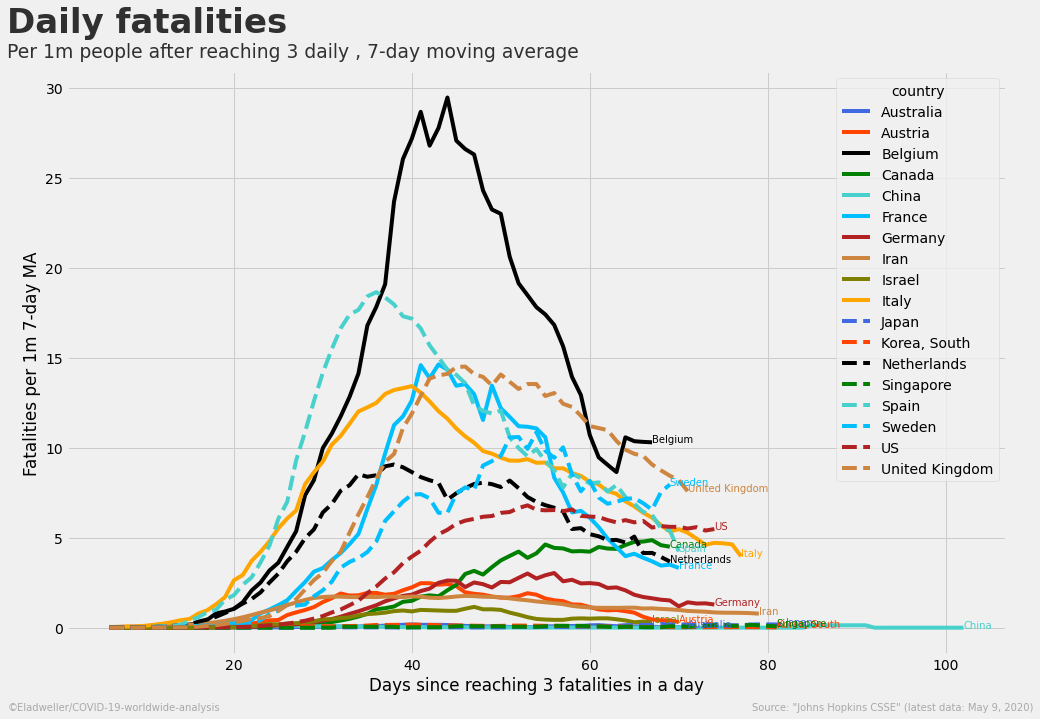 Daily fatalities
Per 1m people after reaching 3 daily , 7-day moving average
Fatalities per 1m 7-day MA
30
25
20
15
10
5
0
country
Australia
Austria
Belgium
Canada
China
France
Germany
Iran
Israel
Italy
Japan
Korea, South
Netherlands
Singapore
Spain
Sweden
US
United Kingdom
Belgium
Sweden
United Kingdom
US
Canada
Spain
Italy
Netherlands
France
Germany
Iran
Austria
China
20
40
60
80
100
Days since reaching 3 fatalities in a day
©Eladweller/COVID-19-worldwide-analysis
Source: "Johns Hopkins CSSE" (latest data: May 9, 2020)